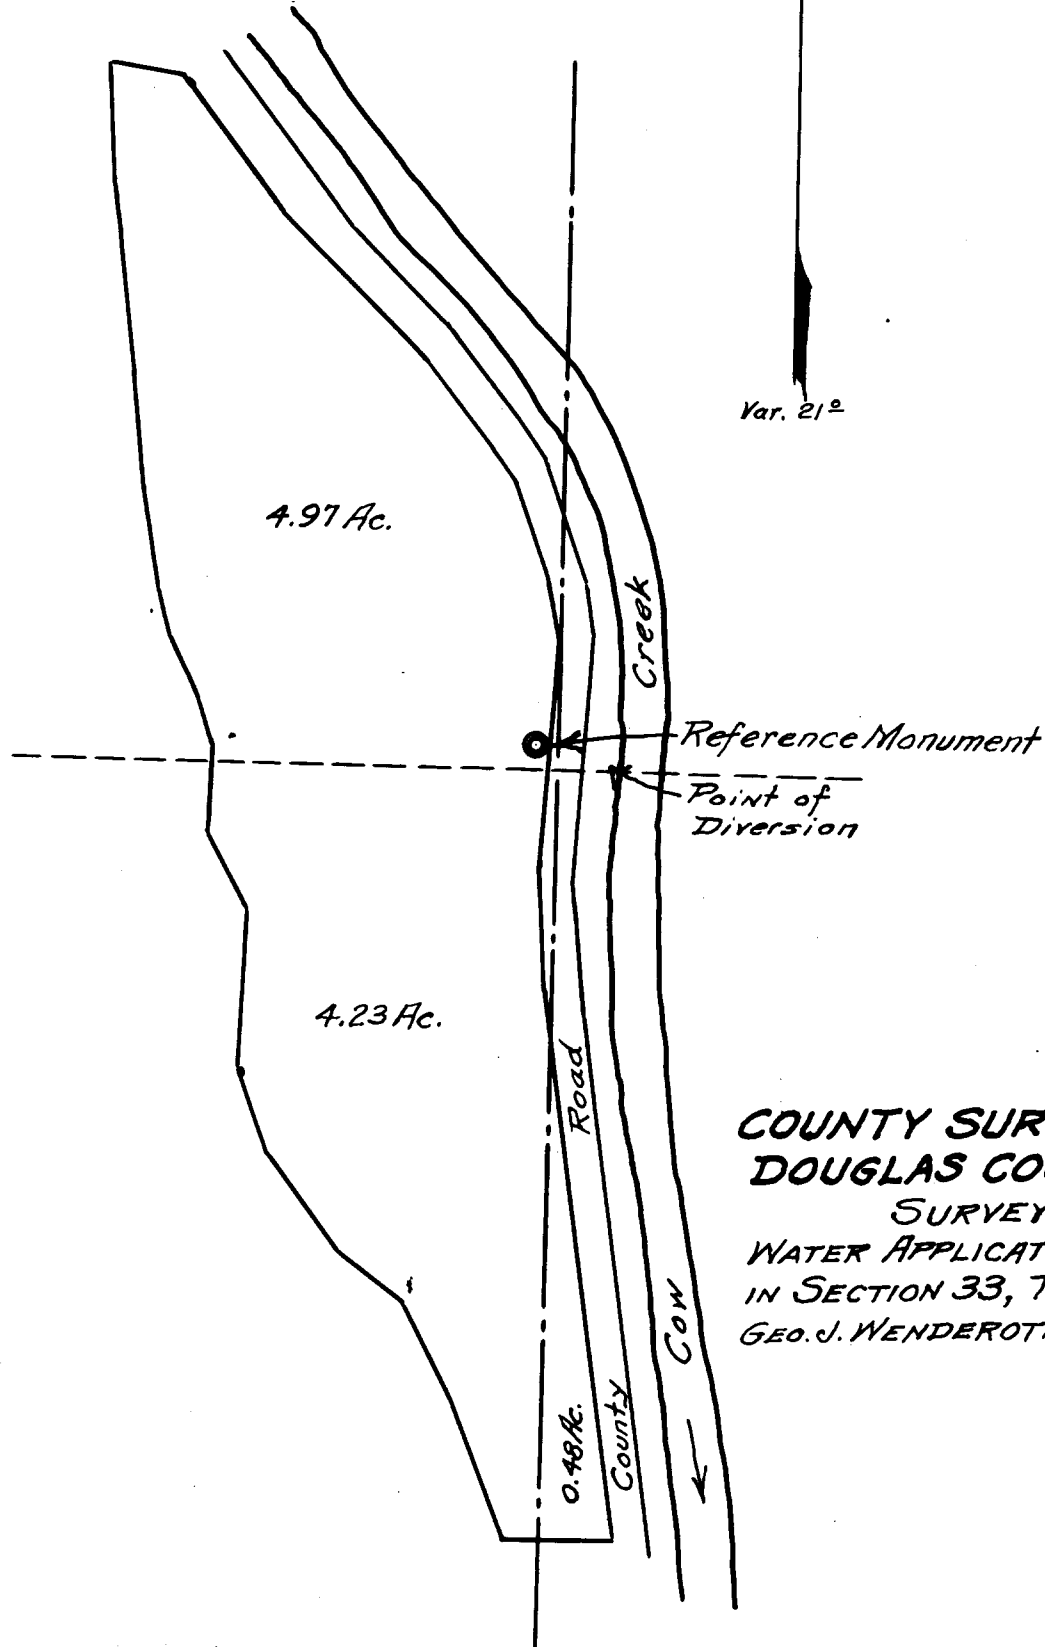 Var. 21º
4.97 Ac.
Creek
Reference Monument
Point of
Diversion
4.23 Ac.
Road
COUNTY SUR
DOUGLAS CO
SURVEY
WATER APPLICAT
IN SECTION 33, T
GEO. J. WENDEROT
Cow
0.48 Ac.
County